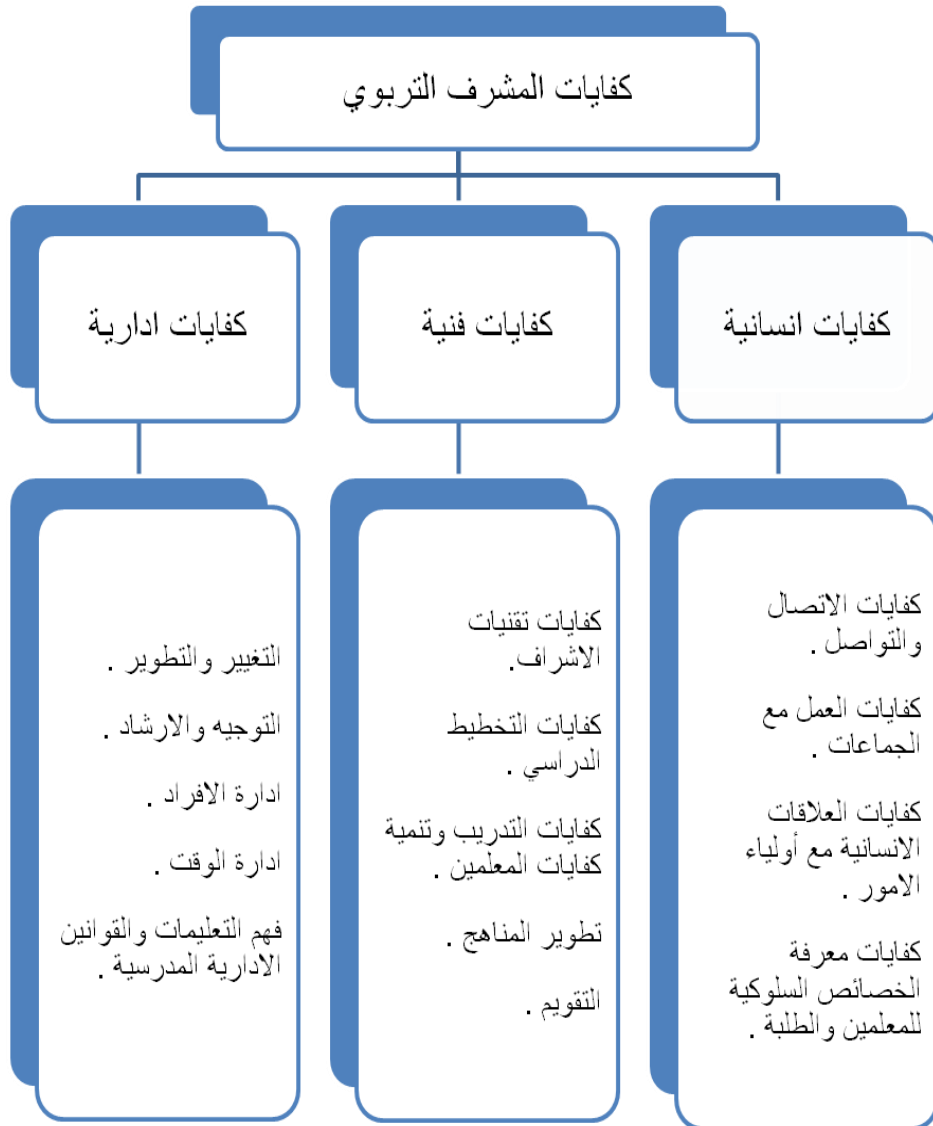 كفايات المشرف التربوي
كفايات انسانية
كفايات فنية
كفايات ادارية
كفايات الاتصال
والتواصل .
كفايات العمل مع
الجماعات .
كفايات العلاقات
الانسانية مع أولياء
الامور .
كفايات معرفة
الخصائص السلوكية
للمعلمين والطلبة .
كفايات تقنيات
الاشراف.
كفايات التخطيط
الدراسي .
كفايات التدريب وتنمية
كفايات المعلمين .
تطوير المناهج .
التقويم .
التغيير والتطوير .
التوجيه والارشاد .
ادارة الافراد .
ادارة الوقت .
فهم التعليمات والقوانين
الادارية المدرسية .